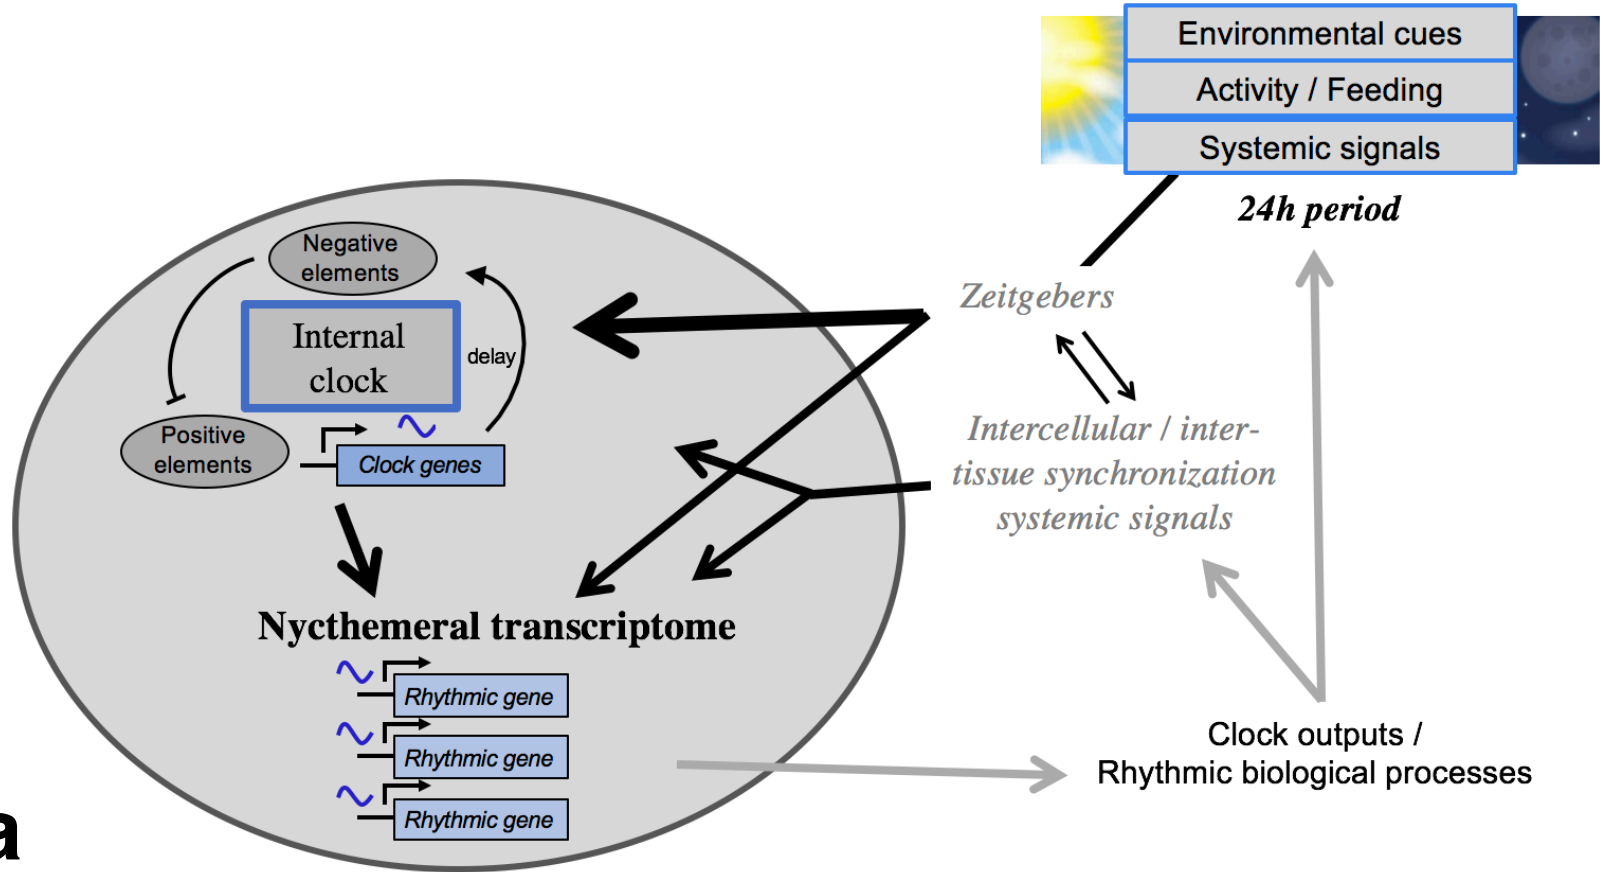 Environmental cues
Activity / Feeding
Systemic signals
24h period
Negative
elements
Internal
clock
delay
Positive
elements
Clock genes
Zeitgebers
Intercellular / inter-
tissue synchronization
systemic signals
Nycthemeral transcriptome
Rhythmic gene
Rhythmic gene
Rhythmic gene
Clock outputs /
Rhythmic biological processes
a